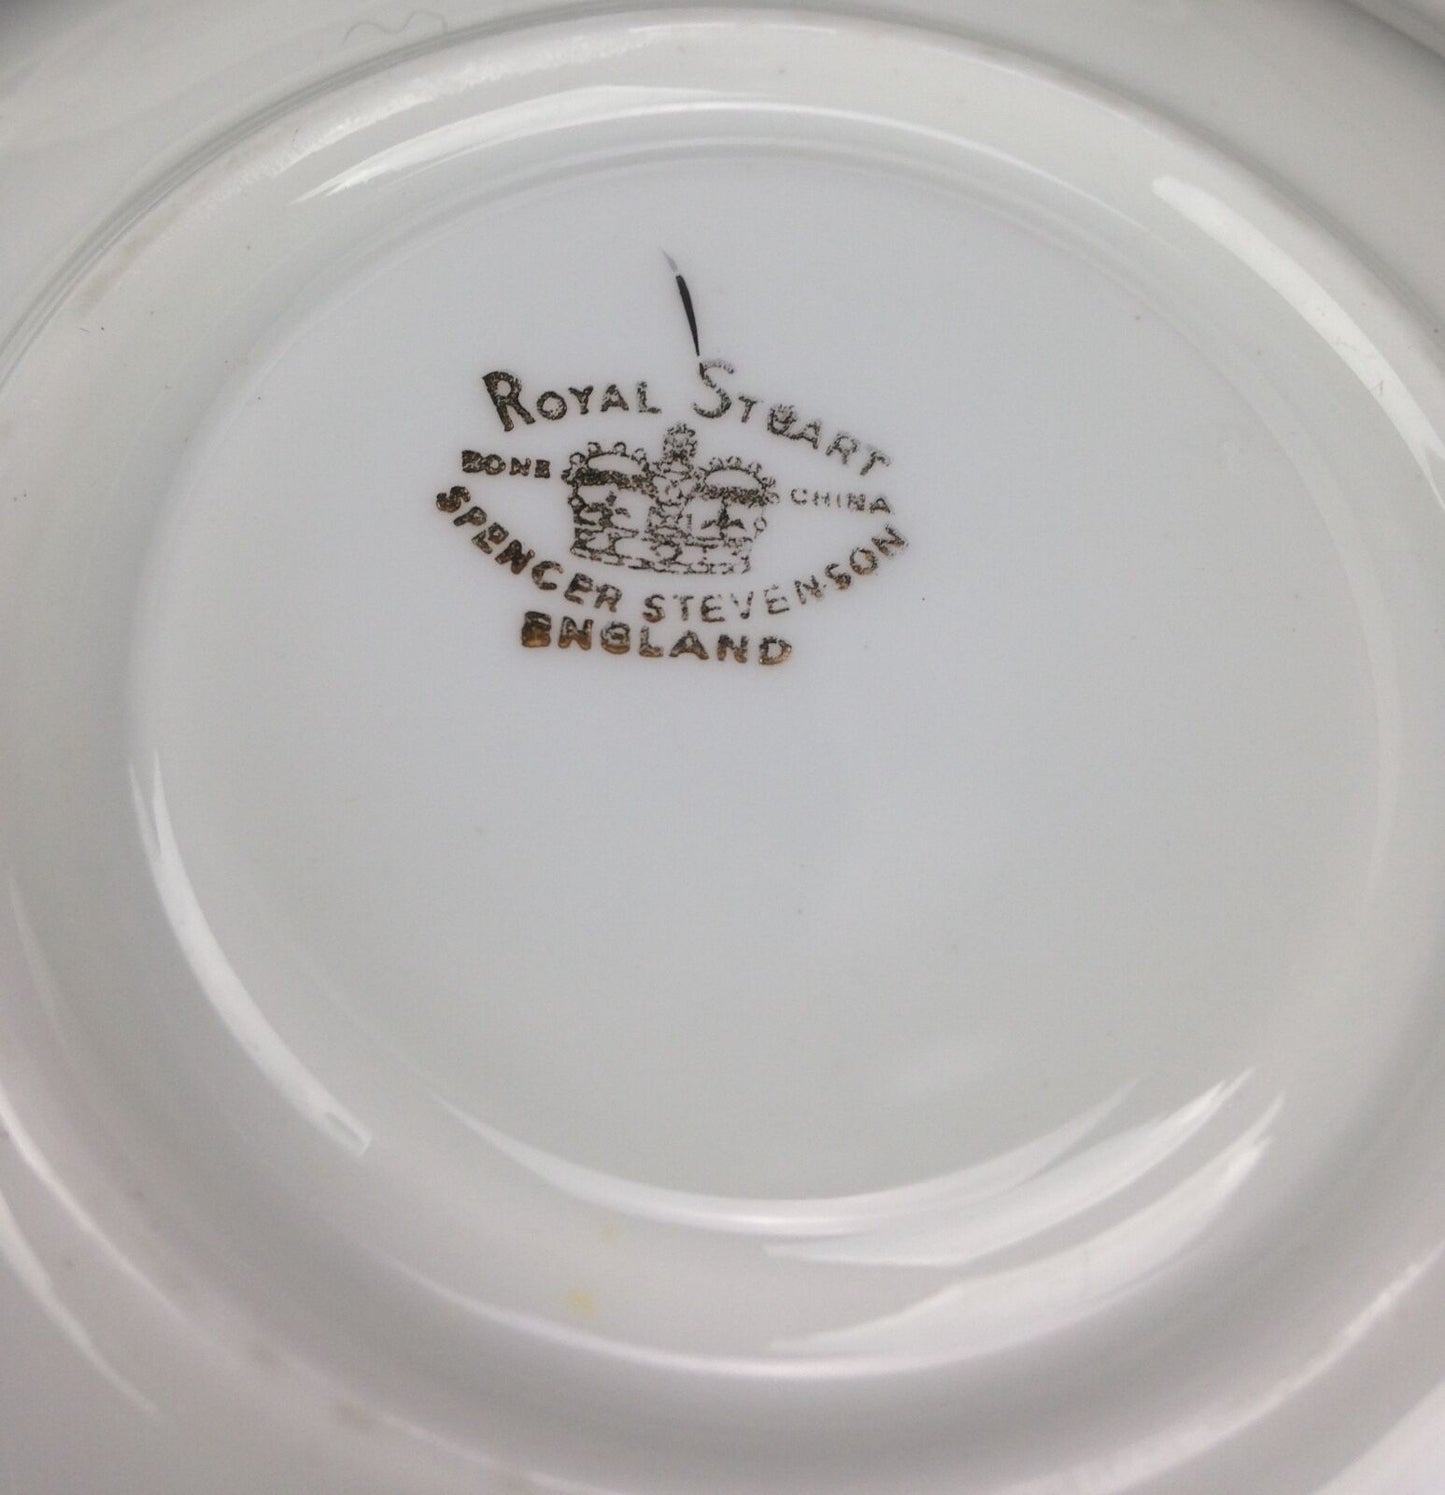 ROYAL STUART
BONE CHINA
SPENCER STEVENSON
ENGLAND